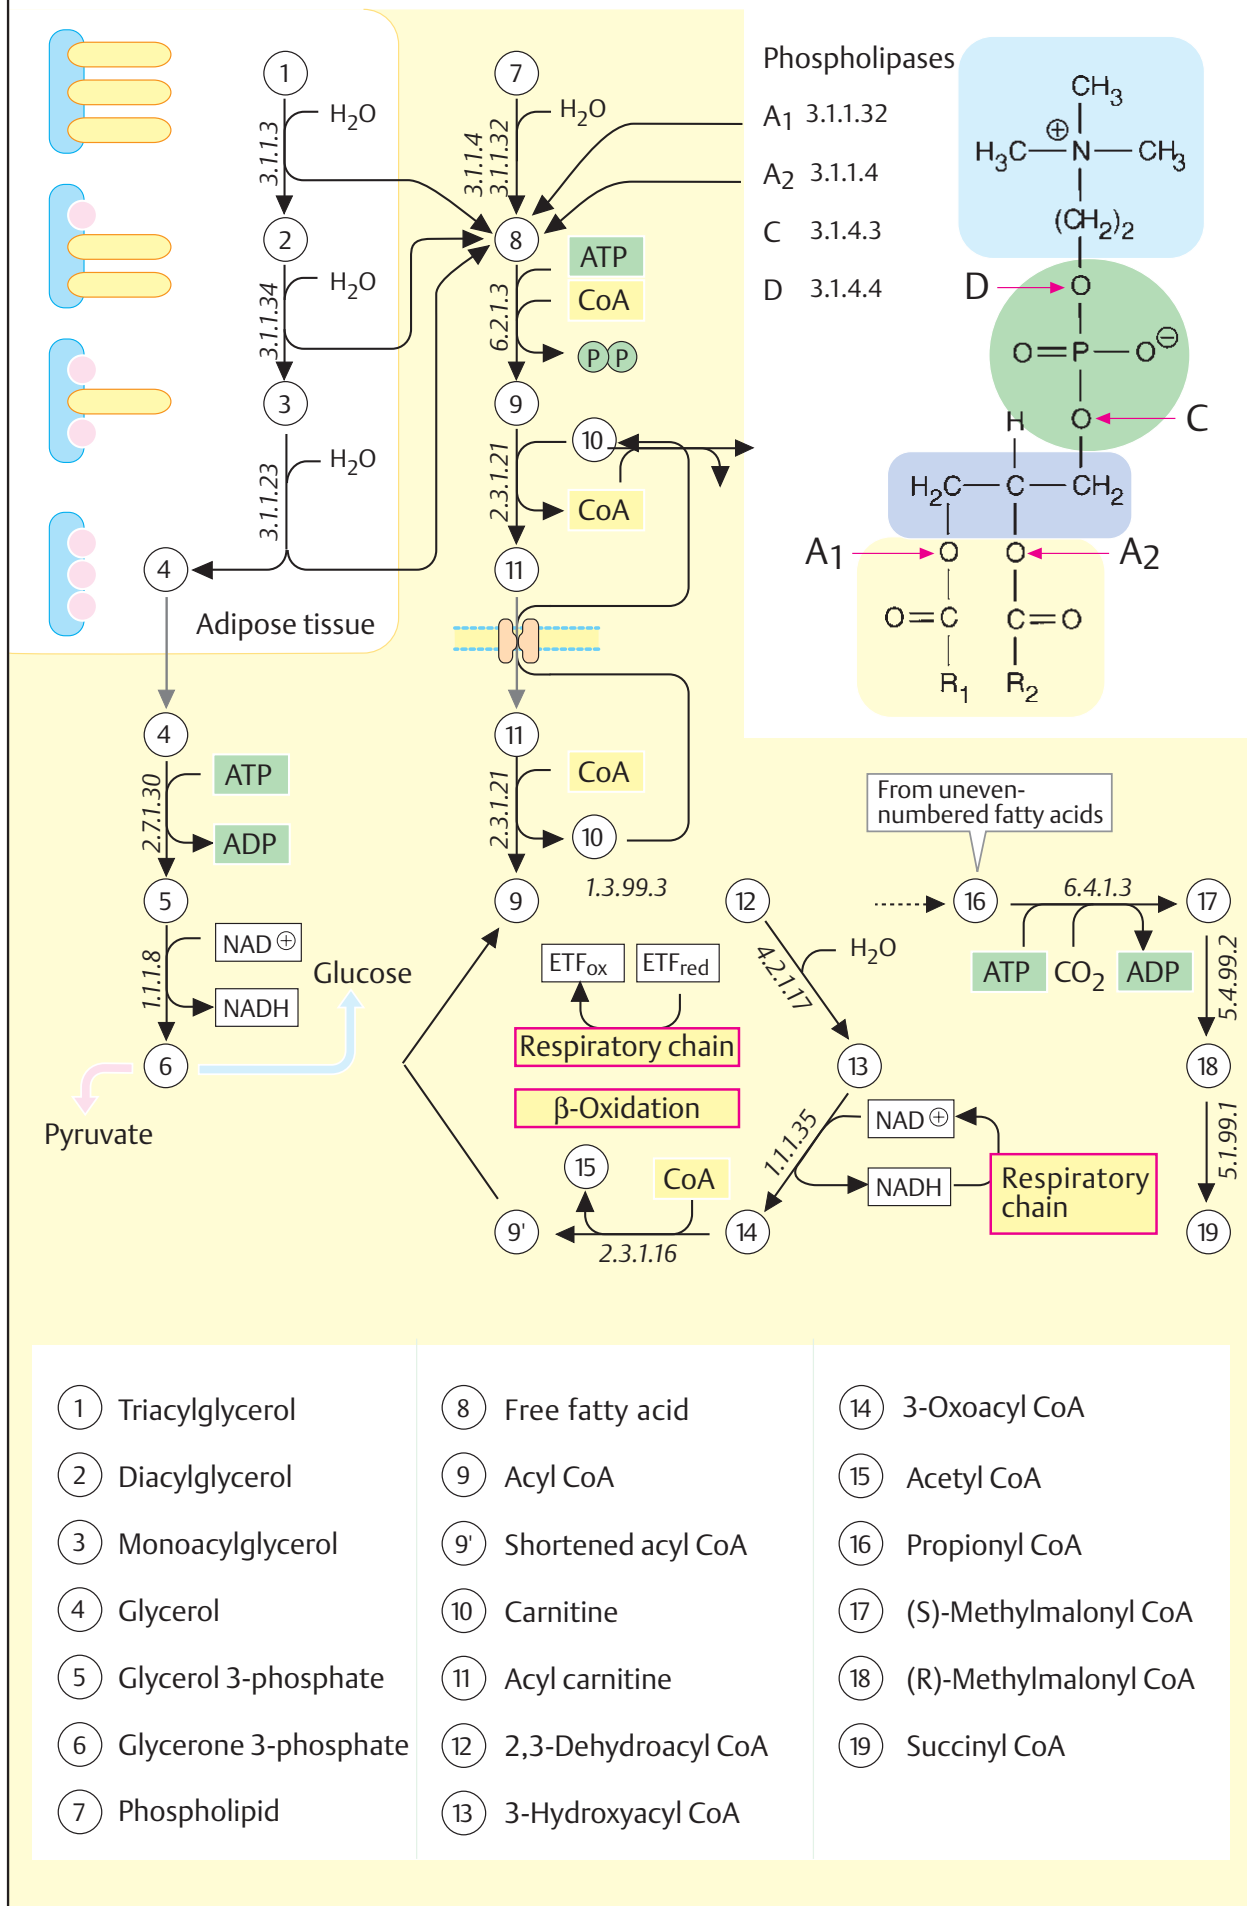 1
H2O
3.1.1.3
2
H2O
3.1.1.34
3
H2O
3.1.1.23
4
Adipose tissue
4
ATP
2.7.1.30
ADP
5
NAD⊕
1.1.1.8
NADH
Glucose
6
Pyruvate
7
H2O
3.1.1.4
3.1.1.32
8
ATP
CoA
6.2.1.3
P P
9
10
2.3.1.21
CoA
11
11
CoA
2.3.1.21
10
9
1.3.99.3
12
ETFox
ETFred
Respiratory chain
β-Oxidation
4.2.1.17
H2O
13
NAD⊕
1.1.1.35
NADH
Respiratory
chain
14
CoA
15
2.3.1.16
9'
From uneven-
numbered fatty acids
16
6.4.1.3
17
ATP
CO2
ADP
5.4.99.2
18
5.1.99.1
19
Phospholipases
A1 3.1.1.32
A2 3.1.1.4
C 3.1.4.3
D 3.1.4.4
CH3
⊕
H3C—N—CH3
(CH2)2
D
O
O=P—O⊖
O
C
H
H2C—C—CH2
A1
O
O
A2
O=C
C=O
R1
R2
1 Triacylglycerol
2 Diacylglycerol
3 Monoacylglycerol
4 Glycerol
5 Glycerol 3-phosphate
6 Glycerone 3-phosphate
7 Phospholipid
8 Free fatty acid
9 Acyl CoA
9' Shortened acyl CoA
10 Carnitine
11 Acyl carnitine
12 2,3-Dehydroacyl CoA
13 3-Hydroxyacyl CoA
14 3-Oxoacyl CoA
15 Acetyl CoA
16 Propionyl CoA
17 (S)-Methylmalonyl CoA
18 (R)-Methylmalonyl CoA
19 Succinyl CoA